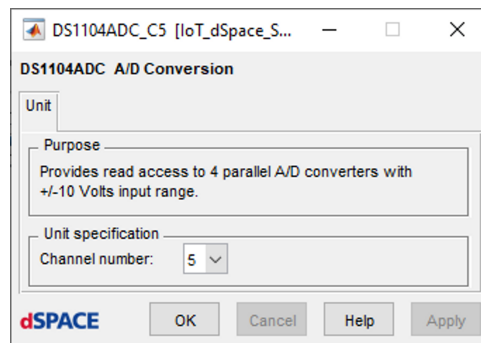 DS1104ADC_C5 [IoT_dSpace_S...
DS1104ADC A/D Conversion
Unit
Purpose
Provides read access to 4 parallel A/D converters with
+/-10 Volts input range.
Unit specification
Channel number: 5
dSPACE OK Cancel Help Apply